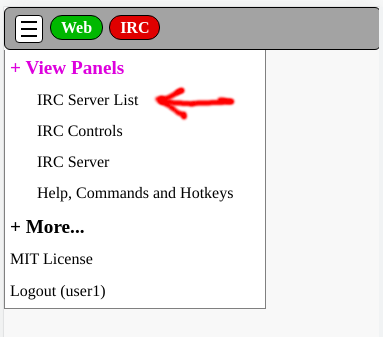 Web IRC
+ View Panels
IRC Server List
IRC Controls
IRC Server
Help, Commands and Hotkeys
+ More...
MIT License
Logout (user1)